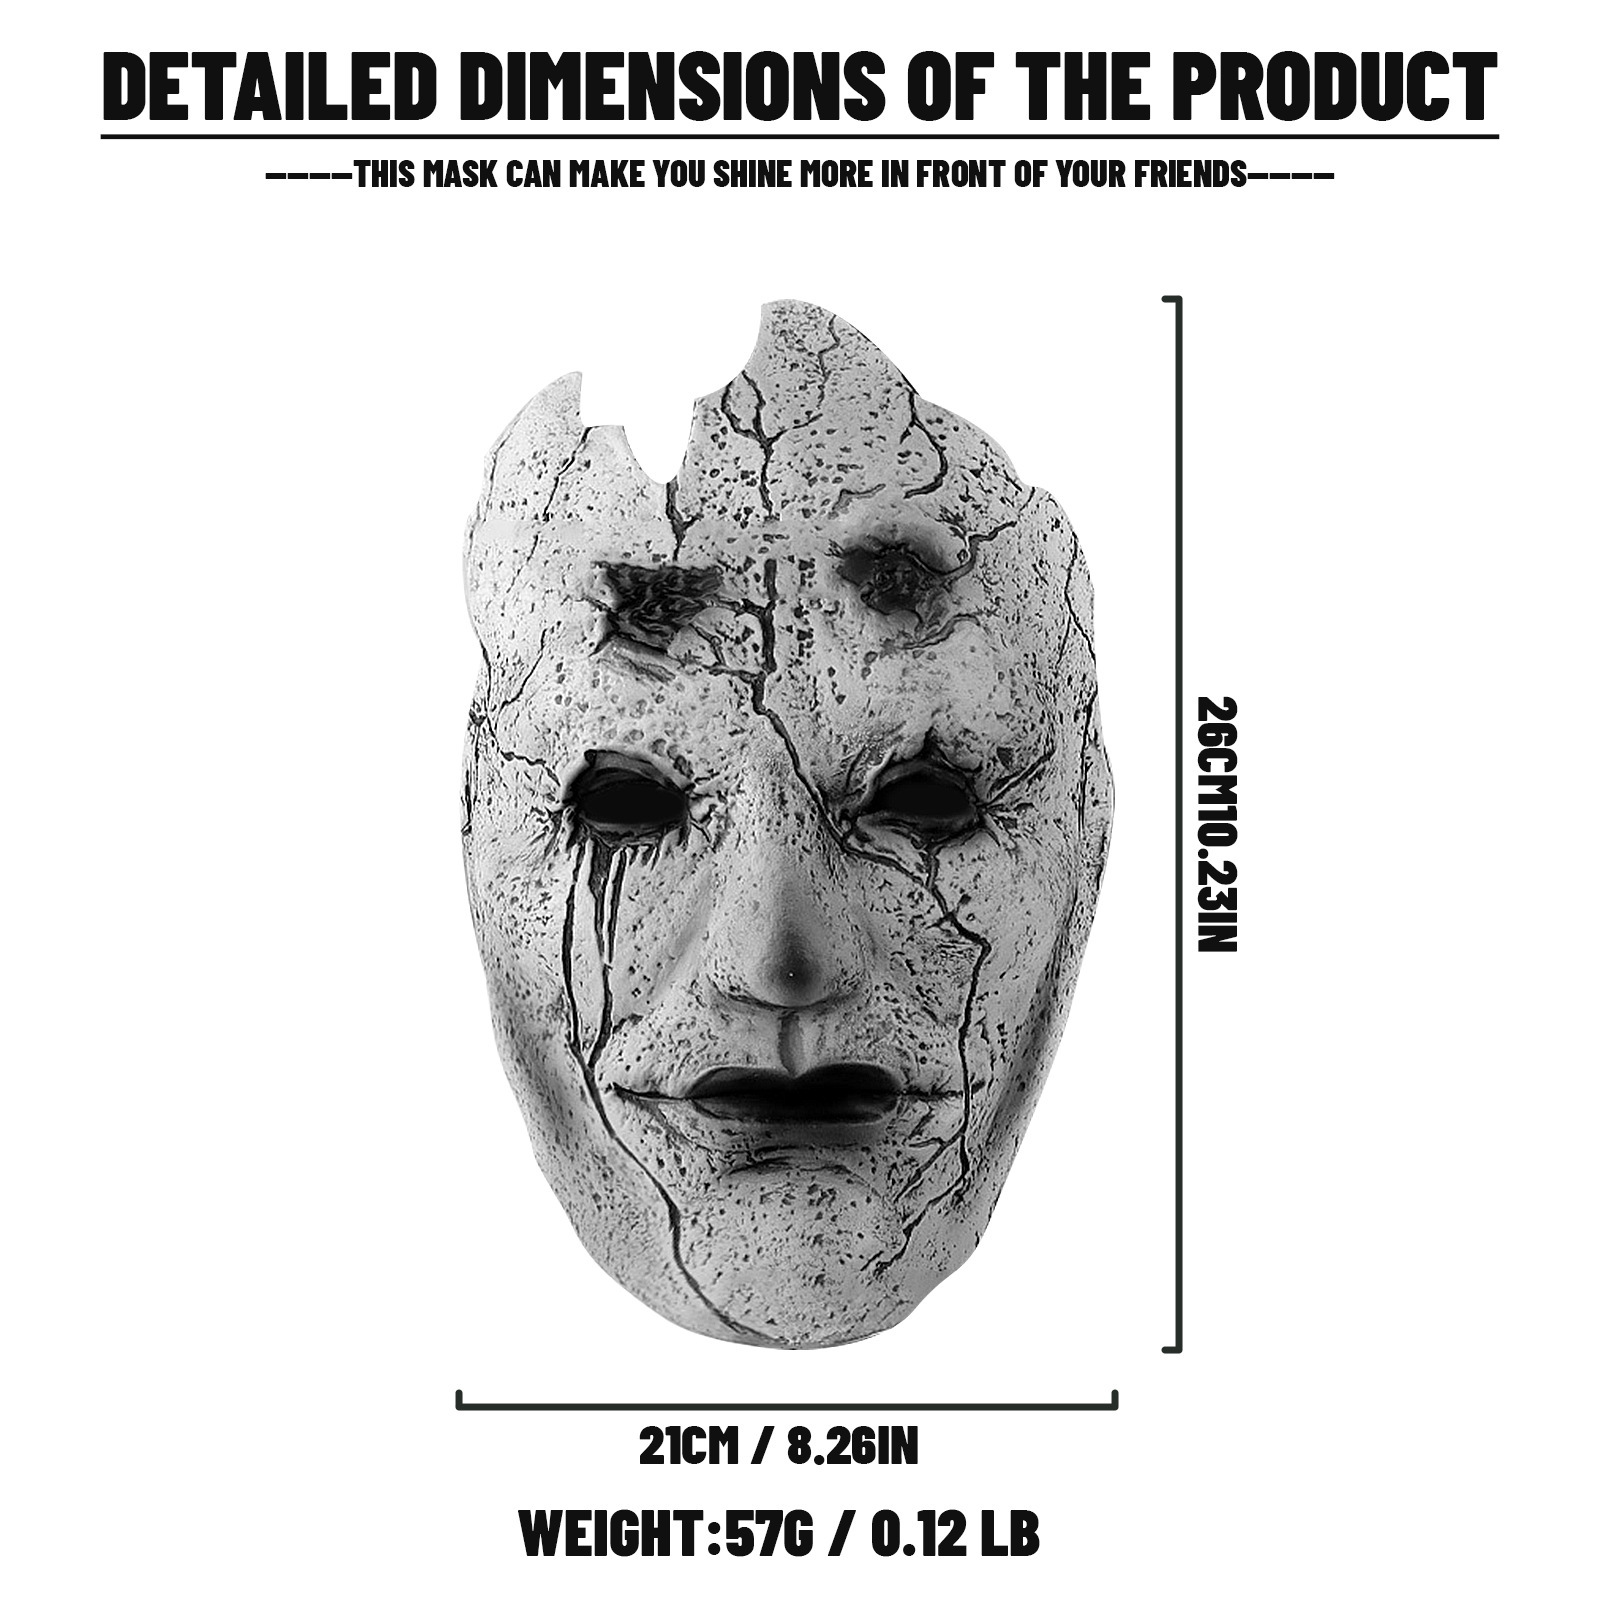 DETAILED DIMENSIONS OF THE PRODUCT
----THIS MASK CAN MAKE YOU SHINE MORE IN FRONT OF YOUR FRIENDS----
26CM10.23IN
21CM / 8.26IN
WEIGHT:57G / 0.12 LB